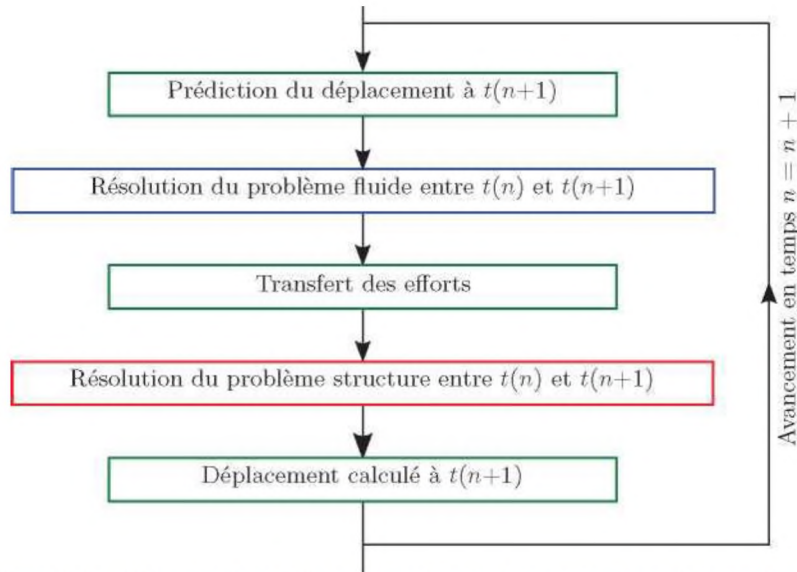 Prédiction du déplacement à t(n+1)
Résolution du problème fluide entre t(n) et t(n+1)
Transfert des efforts
Résolution du problème structure entre t(n) et t(n+1)
Déplacement calculé à t(n+1)
Avancement en temps n = n + 1